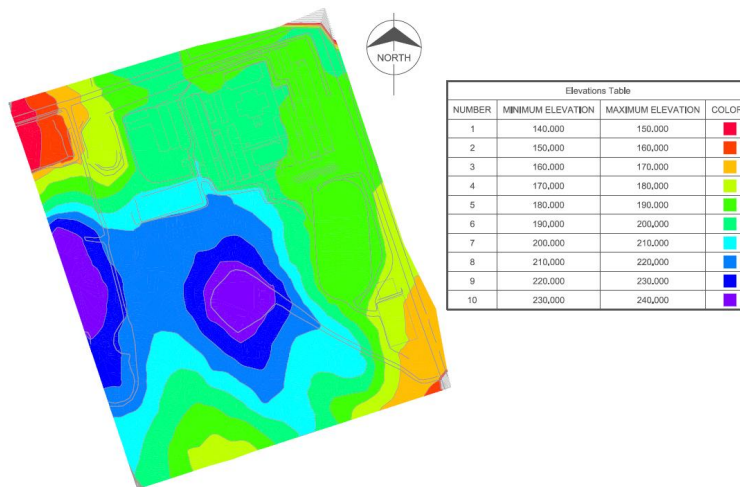 NORTH
Elevations Table
NUMBER MINIMUM ELEVATION MAXIMUM ELEVATION COLOR
1 140.000 150.000
2 150.000 160.000
3 160.000 170.000
4 170.000 180.000
5 180.000 190.000
6 190.000 200.000
7 200.000 210.000
8 210.000 220.000
9 220.000 230.000
10 230.000 240.000